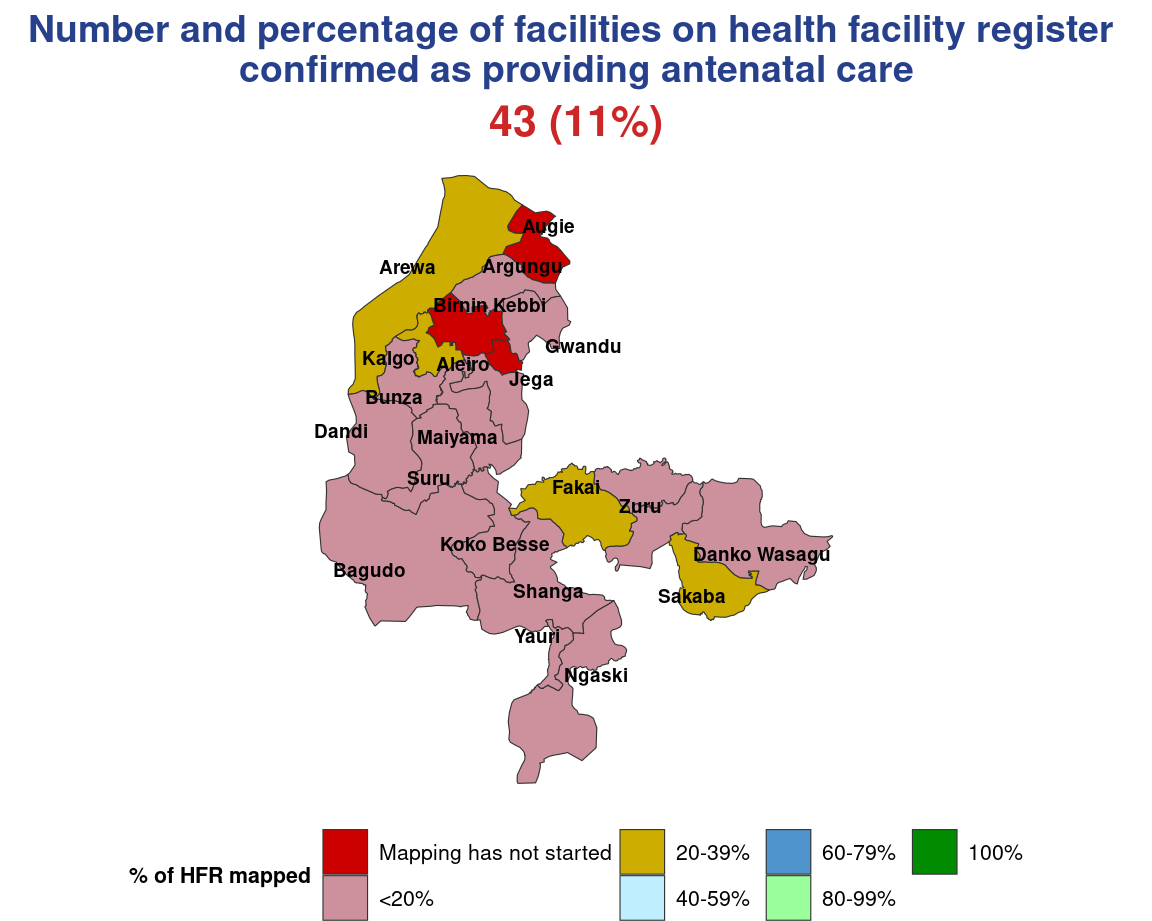 Number and percentage of facilities on health facility register
confirmed as providing antenatal care
43 (11%)
Augie
Arewa
Argungu
Birnin Kebbi
Gwandu
Kalgo
Aleiro
Jega
Bunza
Dandi
Maiyama
Suru
Fakai
Zuru
Koko Besse
Danko Wasagu
Bagudo
Shanga
Sakaba
Yauri
Ngaski
% of HFR mapped
Mapping has not started
<20%
20-39%
40-59%
60-79%
80-99%
100%